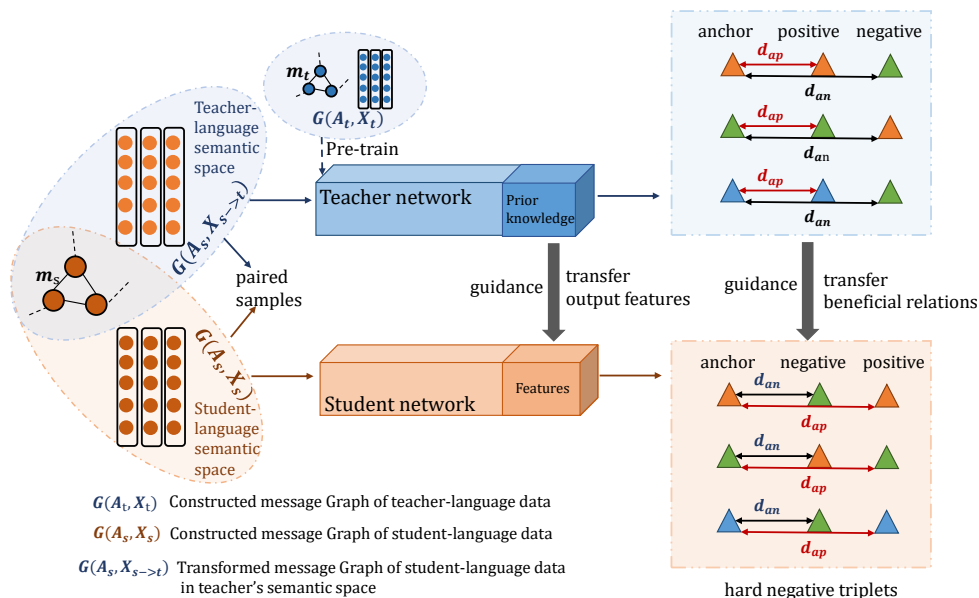 anchor positive negative
d_ap
d_an
d_ap
d_an
d_ap
d_an
m_t
G(A_t, X_t)
Pre-train
Teacher-
language
semantic
space
G(A_s, X_{s->t})
Teacher network
Prior
knowledge
m_s
paired
samples
guidance
transfer
output features
guidance
transfer
beneficial relations
G(A_s, X_s)
Student-
language
semantic
space
Student network
Features
anchor negative positive
d_an
d_ap
d_an
d_ap
d_an
d_ap
hard negative triplets
G(A_t, X_t) Constructed message Graph of teacher-language data
G(A_s, X_s) Constructed message Graph of student-language data
G(A_s, X_{s->t}) Transformed message Graph of student-language data
in teacher's semantic space